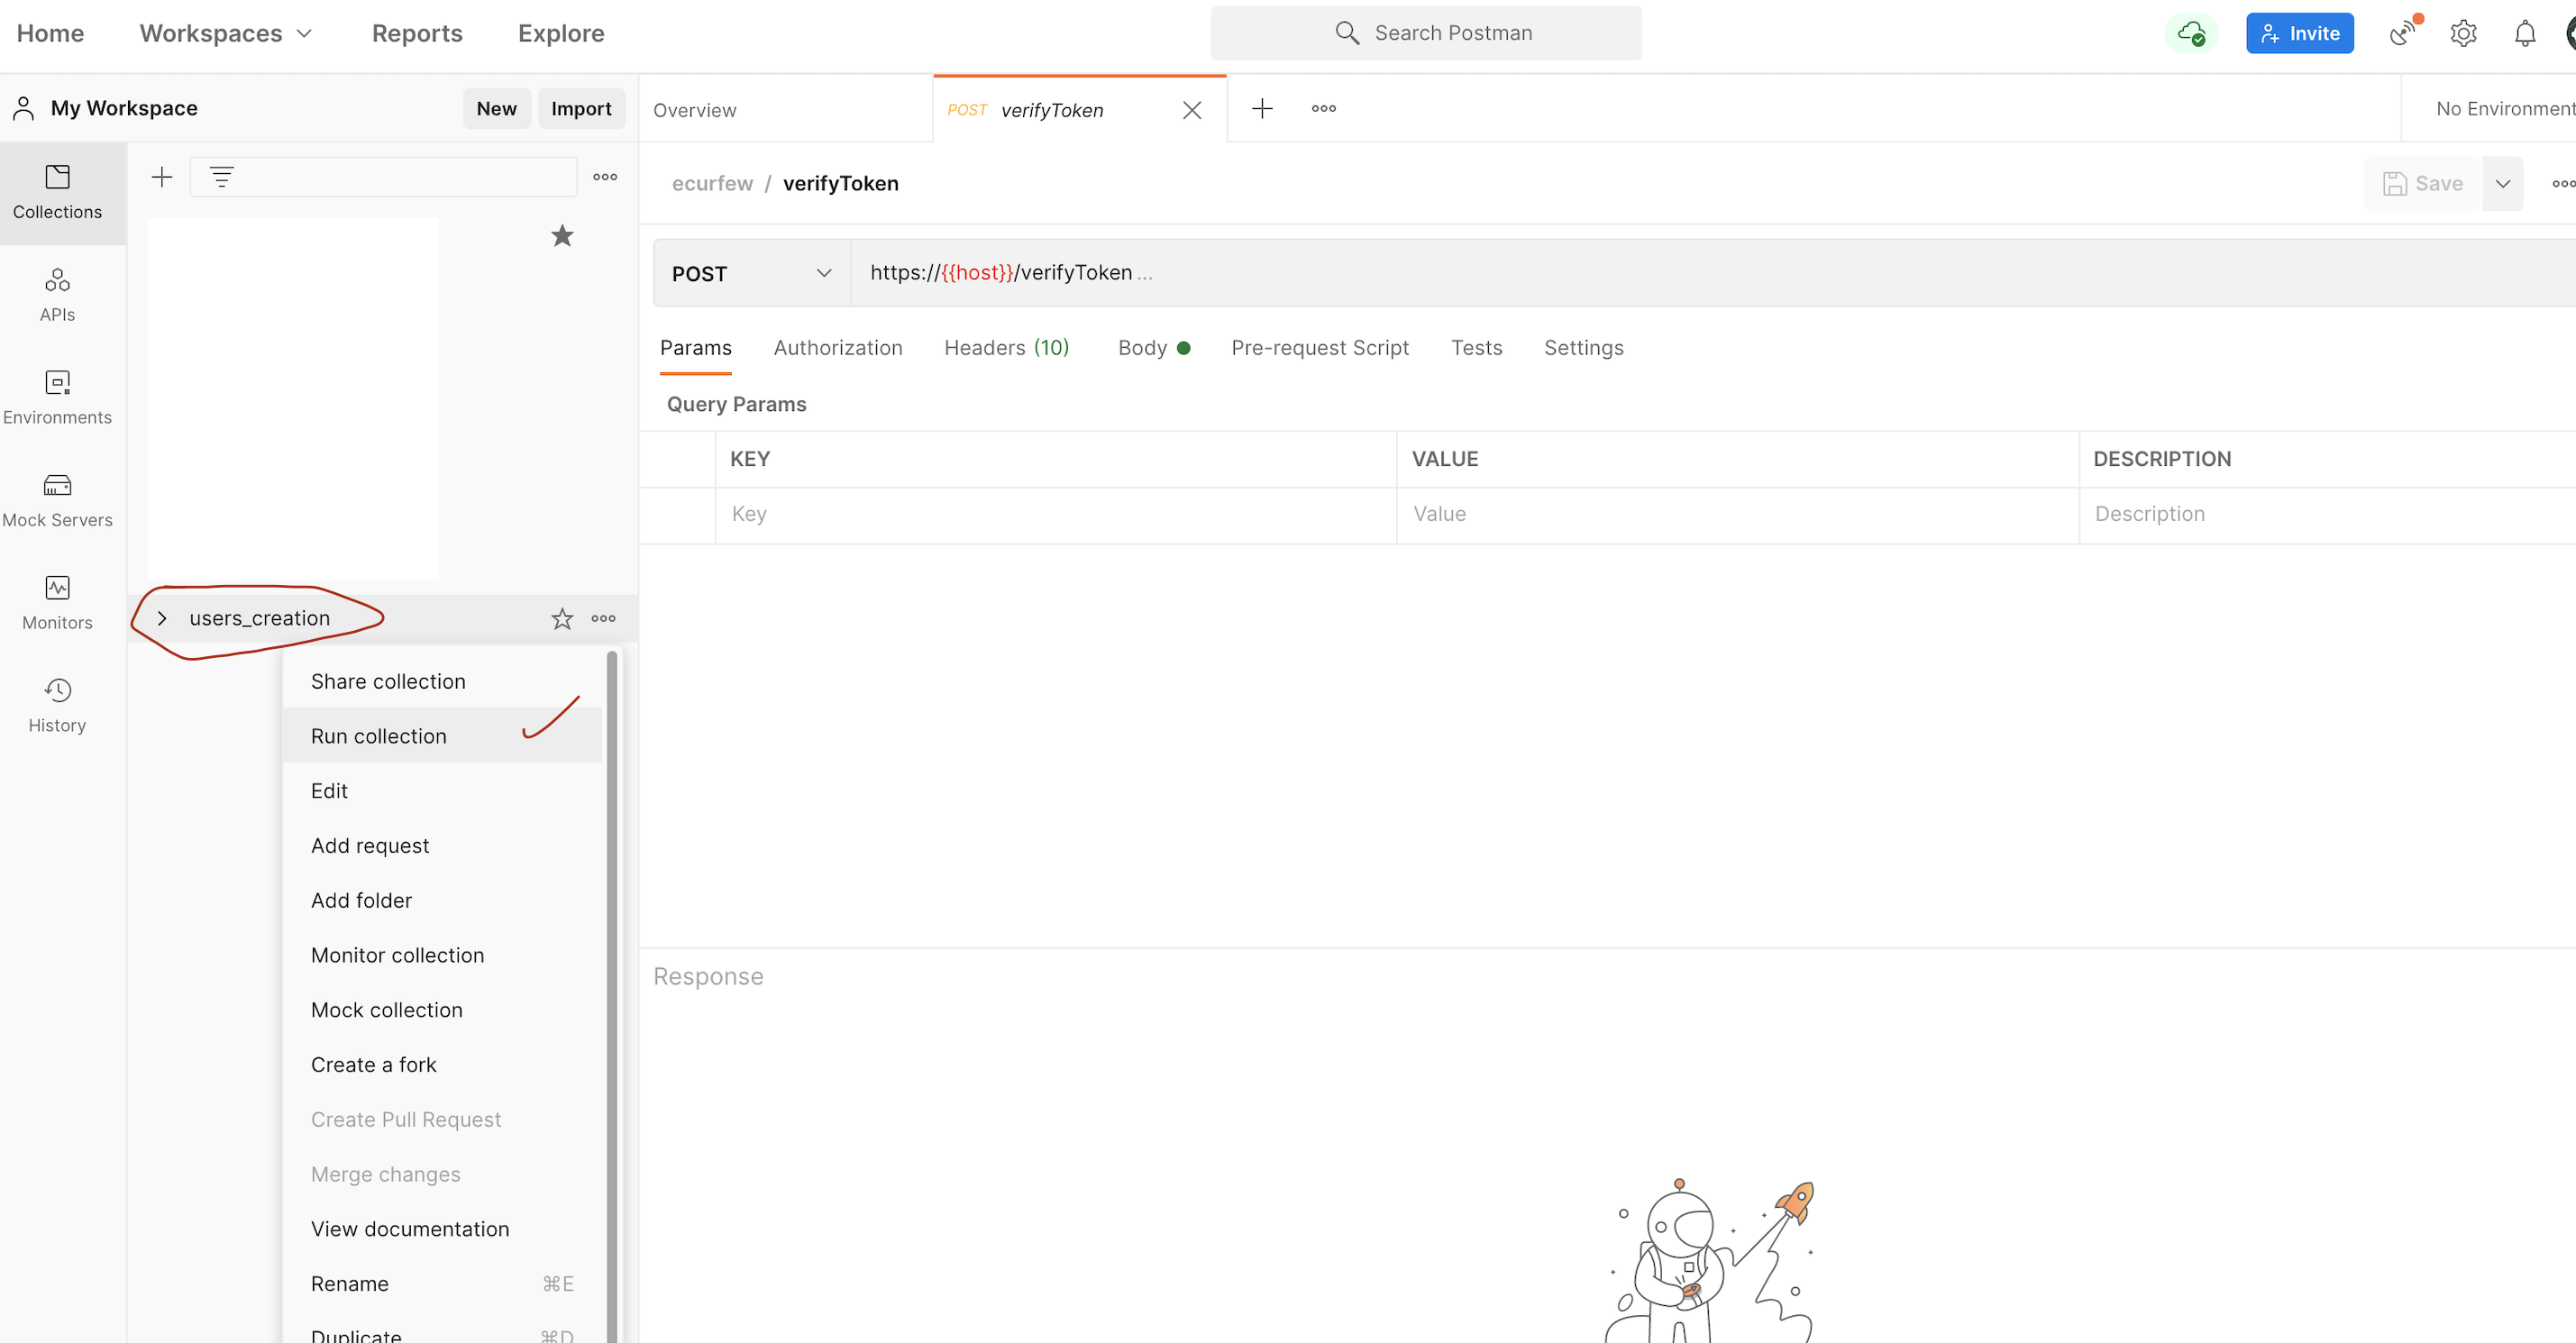 Home Workspaces Reports Explore Search Postman Invite
My Workspace New Import Overview POST verifyToken No Environment
Collections
ecurfew / verifyToken Save
APIs
POST https://{{host}}/verifyToken ...
Params Authorization Headers (10) Body Pre-request Script Tests Settings
Environments
Query Params
KEY VALUE DESCRIPTION
Key Value Description
Mock Servers
Monitors
users_creation
History
Share collection
Run collection
Edit
Add request
Add folder
Monitor collection
Mock collection
Create a fork
Create Pull Request
Merge changes
View documentation
Rename ⌘E
Duplicate ⌘D
Response